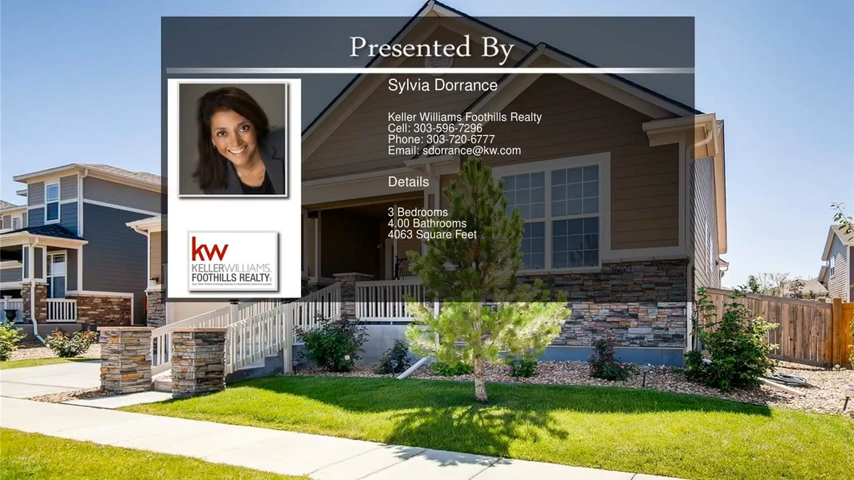 Presented By
Sylvia Dorrance
Keller Williams Foothills Realty
Cell: 303-596-7296
Phone: 303-720-6777
Email: sdorrance@kw.com
Details
3 Bedrooms
4.00 Bathrooms
4063 Square Feet
kw
KELLERWILLIAMS.
FOOTHILLS REALTY